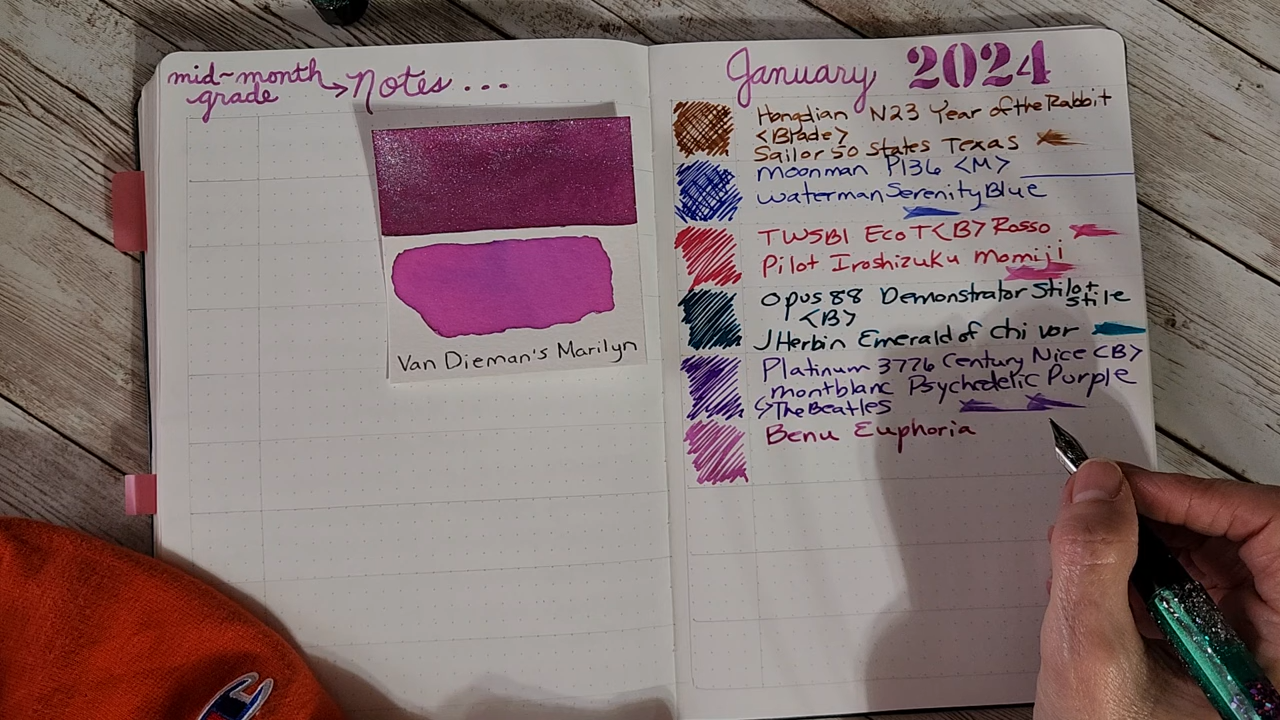 mid-month
grade
→Notes ...
Van Dieman's Marilyn
January 2024
Hongdian N23 Year of the Rabbit
<Blade>
Sailor 50 States Texas
moonman P136 <M>
Waterman Serenity Blue
TWSBI Eco T<B> Rosso
Pilot Iroshizuku Momiji
Opus 88 Demonstrator Stilo+
stile
<B>
JHerbin Emerald of Chivor
Platinum 3776 Century Nice <B>
montblanc Psychedelic Purple
↳The Beatles
Benu Euphoria